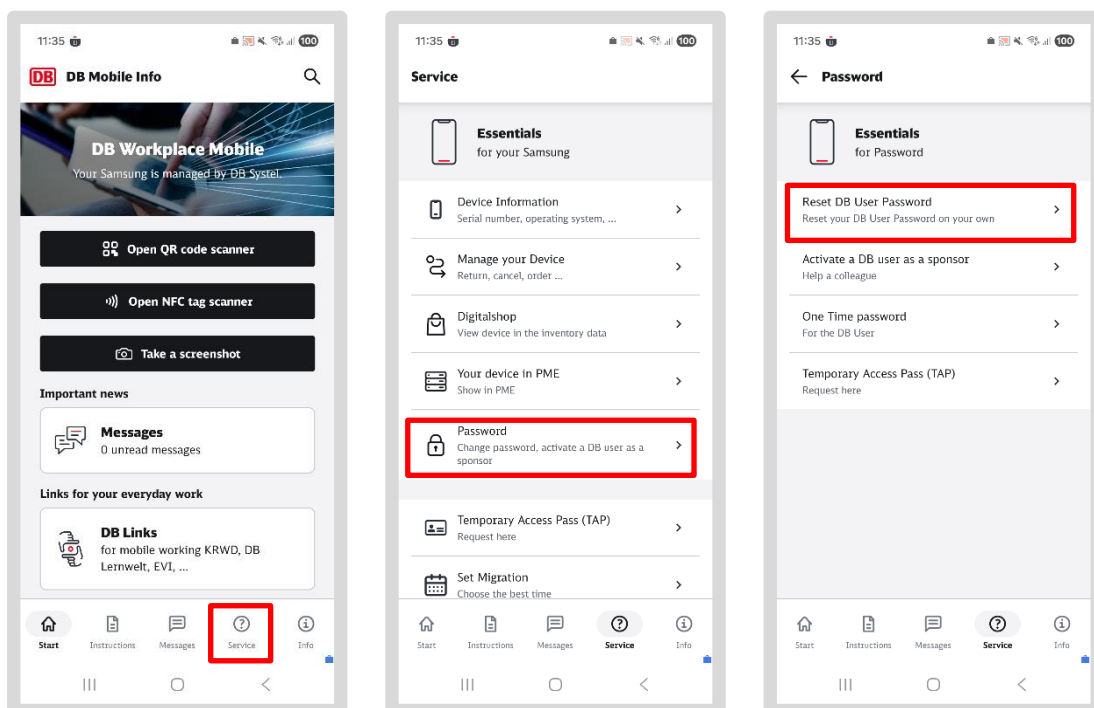 11:35
100
DB DB Mobile Info
DB Workplace Mobile
Your Samsung is managed by DB Systel.
Open QR code scanner
Open NFC tag scanner
Take a screenshot
Important news
Messages
0 unread messages
Links for your everyday work
DB Links
for mobile working KRWD, DB
Lernwelt, EVI, ...
Start Instructions Messages Service Info
11:35
100
Service
Essentials
for your Samsung
Device Information
Serial number, operating system, ...
Manage your Device
Return, cancel, order ...
Digitalshop
View device in the inventory data
Your device in PME
Show in PME
Password
Change password, activate a DB user as a
sponsor
Temporary Access Pass (TAP)
Request here
Set Migration
Choose the best time
Start Instructions Messages Service Info
11:35
100
Password
Essentials
for Password
Reset DB User Password
Reset your DB User Password on your own
Activate a DB user as a sponsor
Help a colleague
One Time password
For the DB User
Temporary Access Pass (TAP)
Request here
Start Instructions Messages Service Info